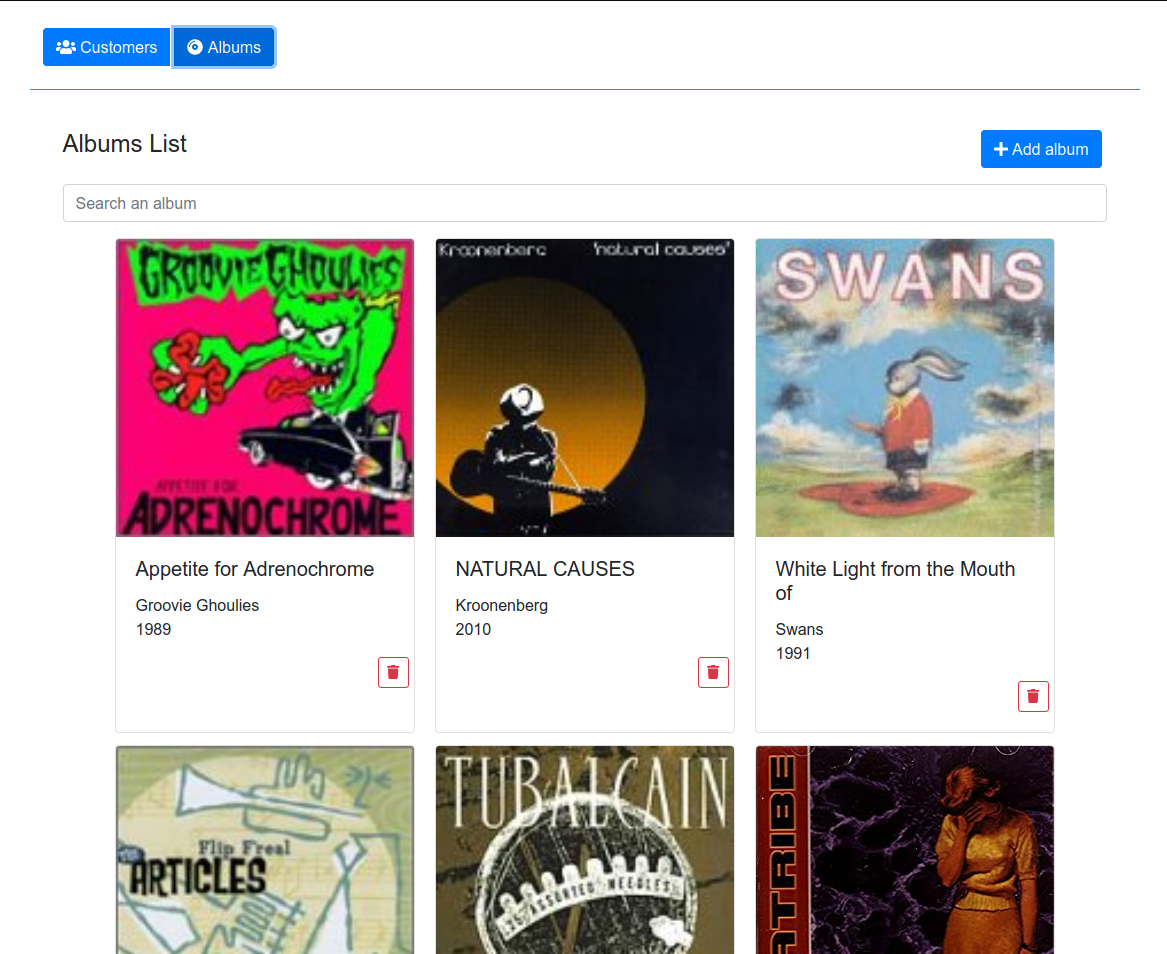 Customers
Albums
Albums List
Add album
Search an album
GROOVIE GHOULIES
APPETITE FOR
ADRENOCHROME
Kroonenberg
'natural causes'
SWANS
Appetite for Adrenochrome
Groovie Ghoulies
1989
NATURAL CAUSES
Kroonenberg
2010
White Light from the Mouth
of
Swans
1991
Flip Freal
ARTICLES
TUBALCAIN
ASSORTED NEEDLES
ATRIBE